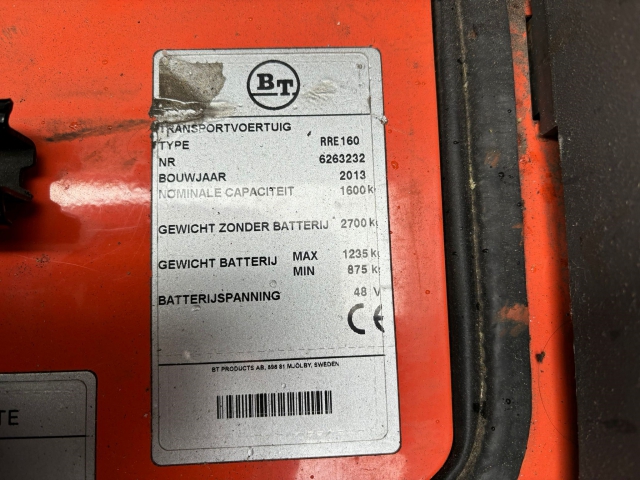 BT
TRANSPORTVOERTUIG
TYPE RRE160
NR 6263232
BOUWJAAR 2013
NOMINALE CAPACITEIT 1600 k
GEWICHT ZONDER BATTERIJ 2700 k
GEWICHT BATTERIJ MAX 1235 k
MIN 875 k
BATTERIJSPANNING 48 V
CE
BT PRODUCTS AB, 595 81 MJÖLBY, SWEDEN
TE